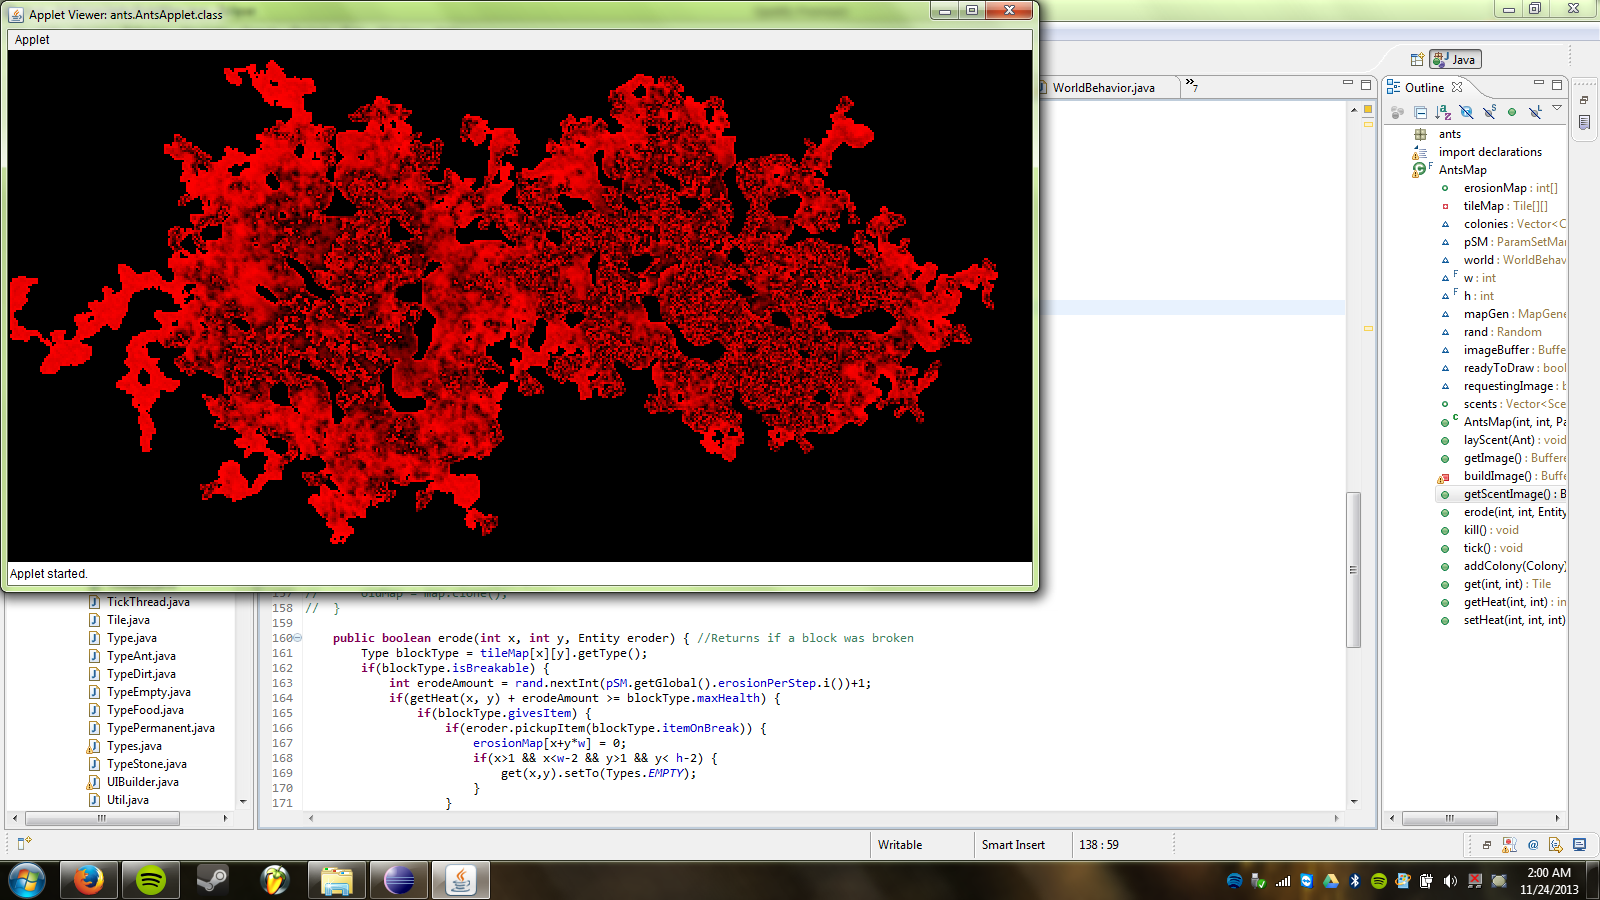 Applet Viewer: ants.AntsApplet.class
Applet
Applet started.
Java
WorldBehavior.java
7
Outline
ants
import declarations
AntsMap
erosionMap : int[]
tileMap : Tile[][]
colonies : Vector<C
pSM : ParamSetMar
world : WorldBehav
w : int
h : int
mapGen : MapGene
rand : Random
imageBuffer : Buffe
readyToDraw : bool
requestingImage : b
scents : Vector<Sce
AntsMap(int, int, Pa
layScent(Ant) : void
getImage() : Buffere
buildImage() : Buffe
getScentImage() : B
erode(int, int, Entity
kill() : void
tick() : void
addColony(Colony)
get(int, int) : Tile
getHeat(int, int) : in
setHeat(int, int, int)
TickThread.java
Tile.java
Type.java
TypeAnt.java
TypeDirt.java
TypeEmpty.java
TypeFood.java
TypePermanent.java
Types.java
TypeStone.java
UIBuilder.java
Util.java
157 // oldMap = map.clone();
158 // }
159
160 public boolean erode(int x, int y, Entity eroder) { //Returns if a block was broken
161 Type blockType = tileMap[x][y].getType();
162 if(blockType.isBreakable) {
163 int erodeAmount = rand.nextInt(pSM.getGlobal().erosionPerStep.i())+1;
164 if(getHeat(x, y) + erodeAmount >= blockType.maxHealth) {
165 if(blockType.givesItem) {
166 if(eroder.pickupItem(blockType.itemOnBreak)) {
167 erosionMap[x+y*w] = 0;
168 if(x>1 && x<w-2 && y>1 && y< h-2) {
169 get(x,y).setTo(Types.EMPTY);
170 }
171 }
Writable
Smart Insert
138 : 59
2:00 AM
11/24/2013